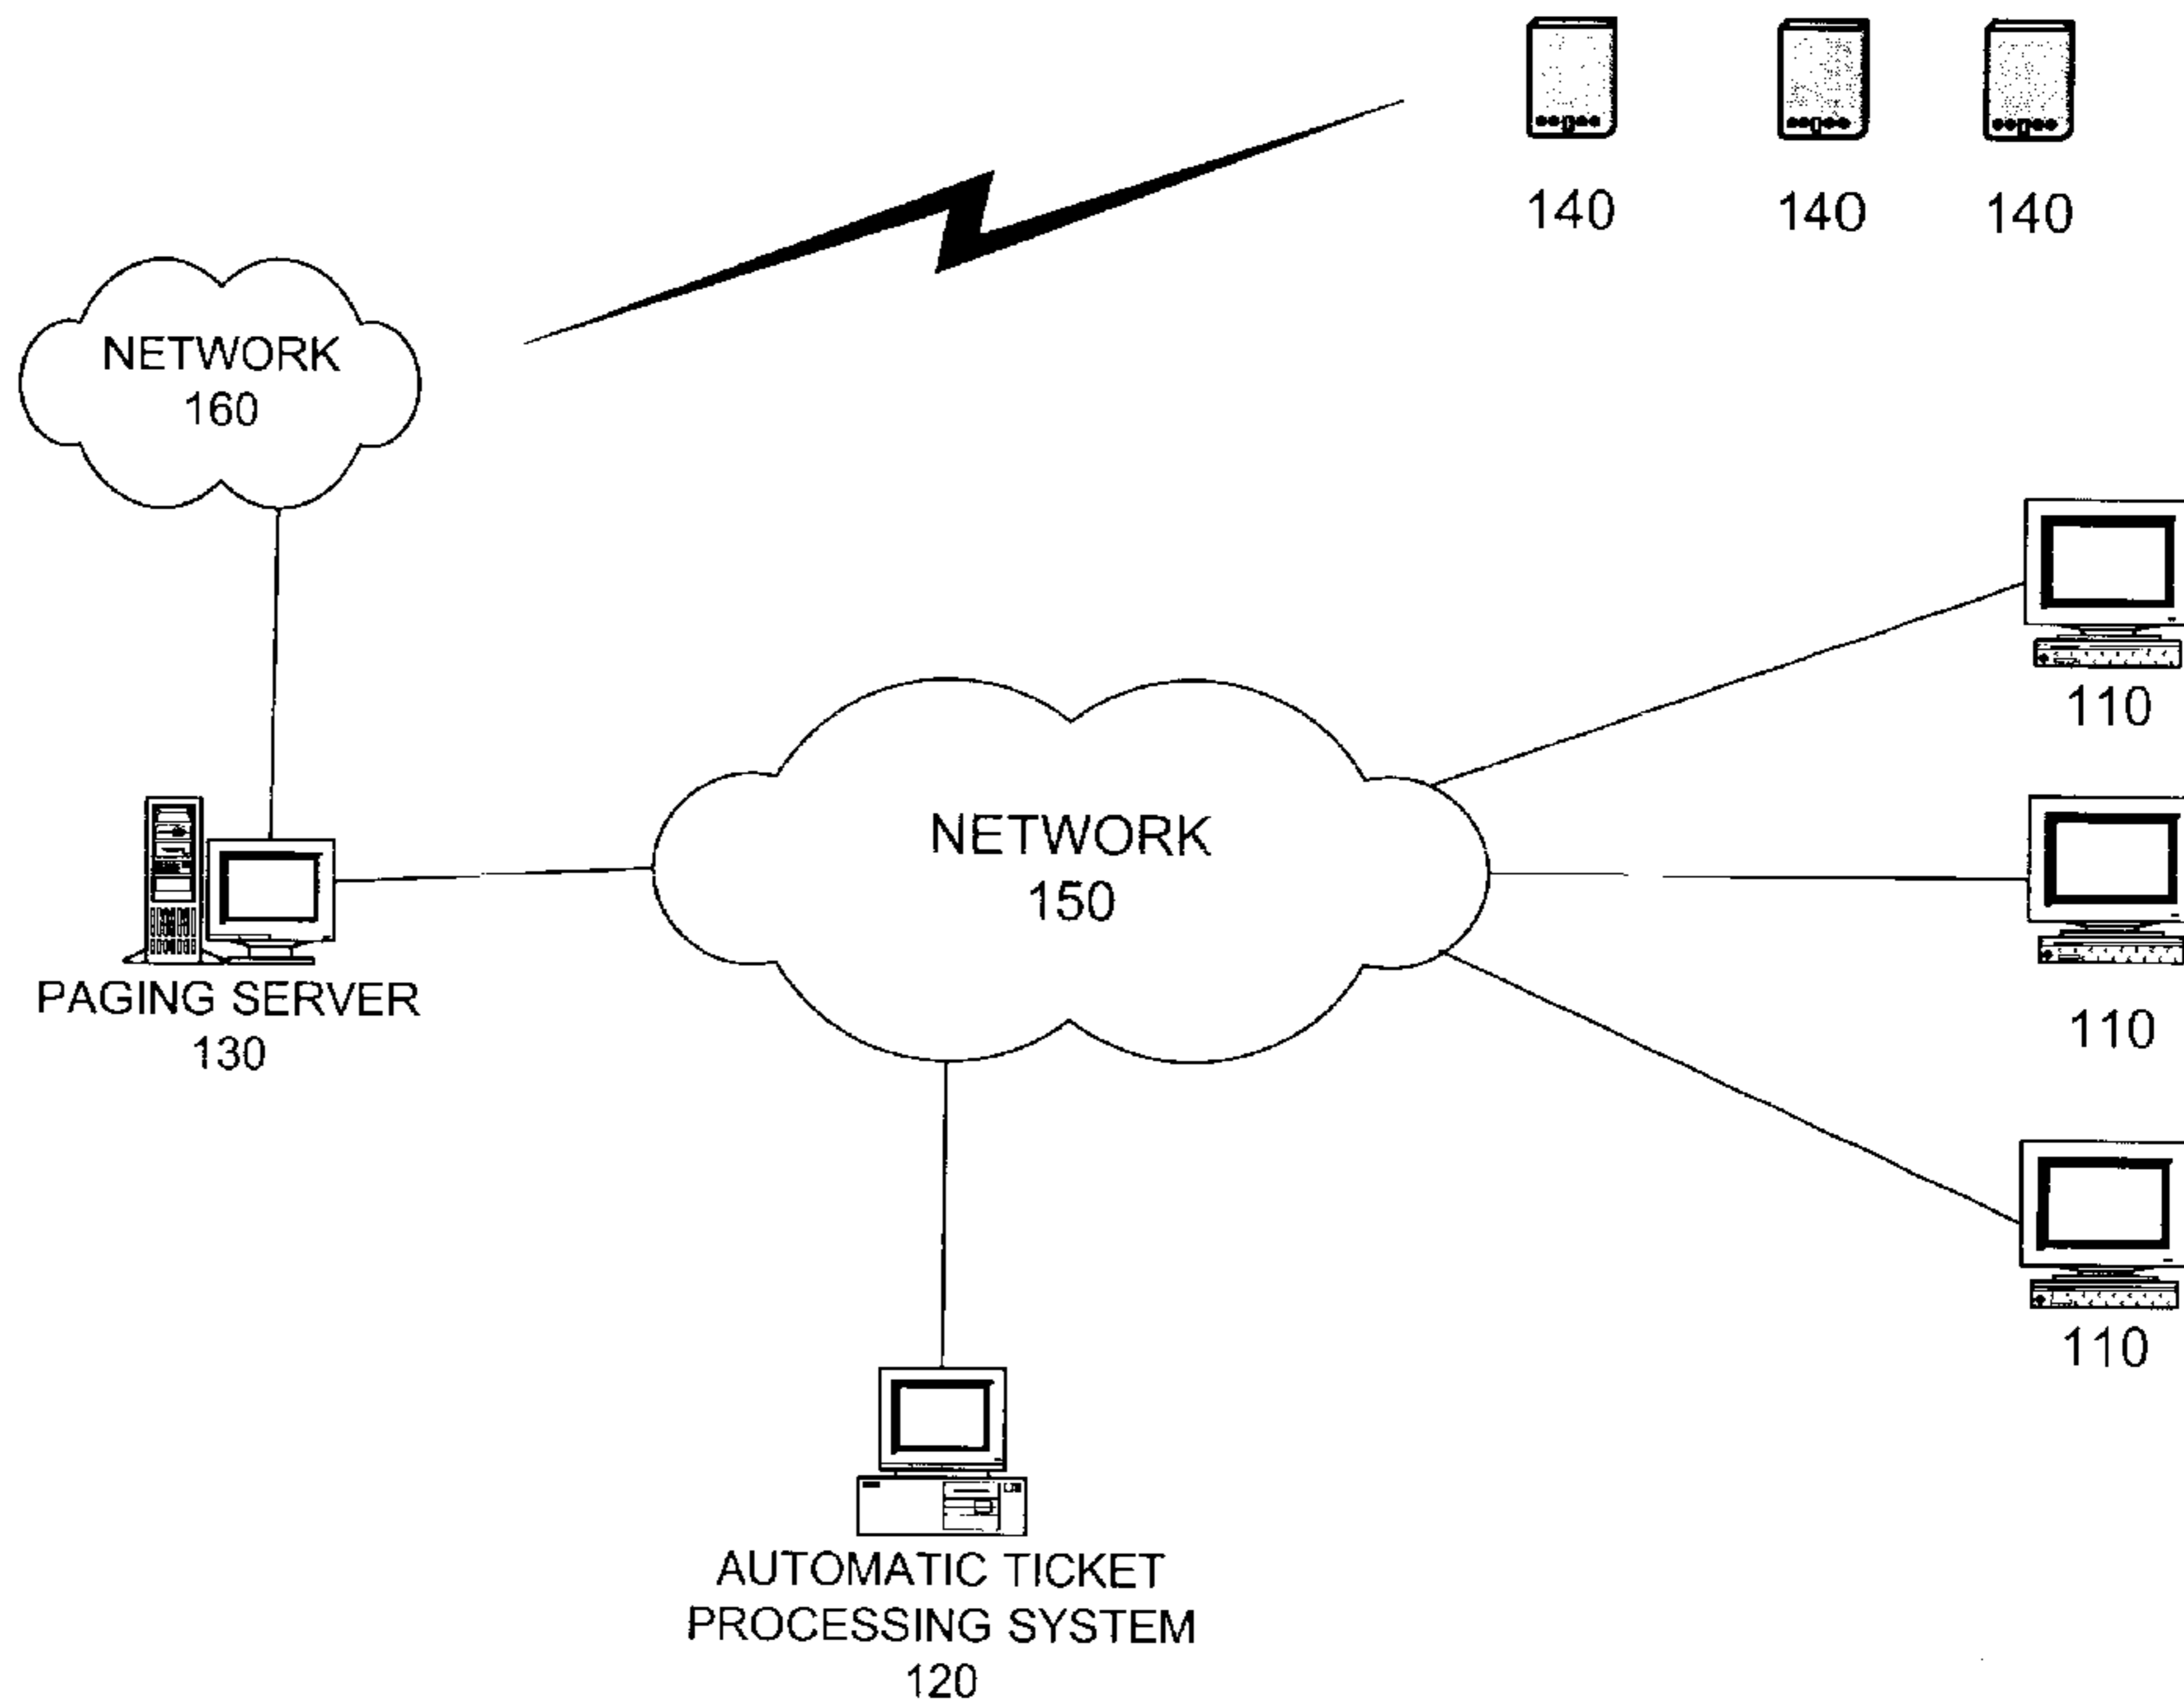 140 140 140
NETWORK
160
110
NETWORK
150
110
PAGING SERVER
130
110
AUTOMATIC TICKET
PROCESSING SYSTEM
120